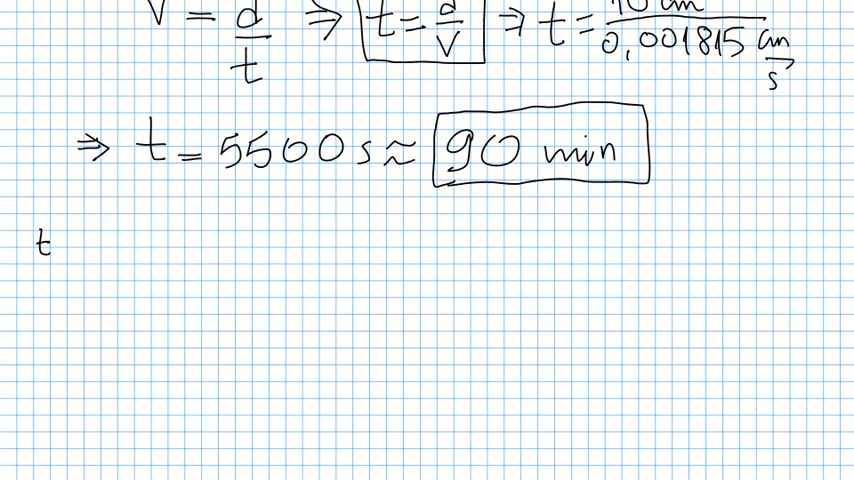 V = d/t ⇒ t = d/V ⇒ t = 10 cm / 0,001815 cm/s
⇒ t = 5500 s ≈ 90 min
t